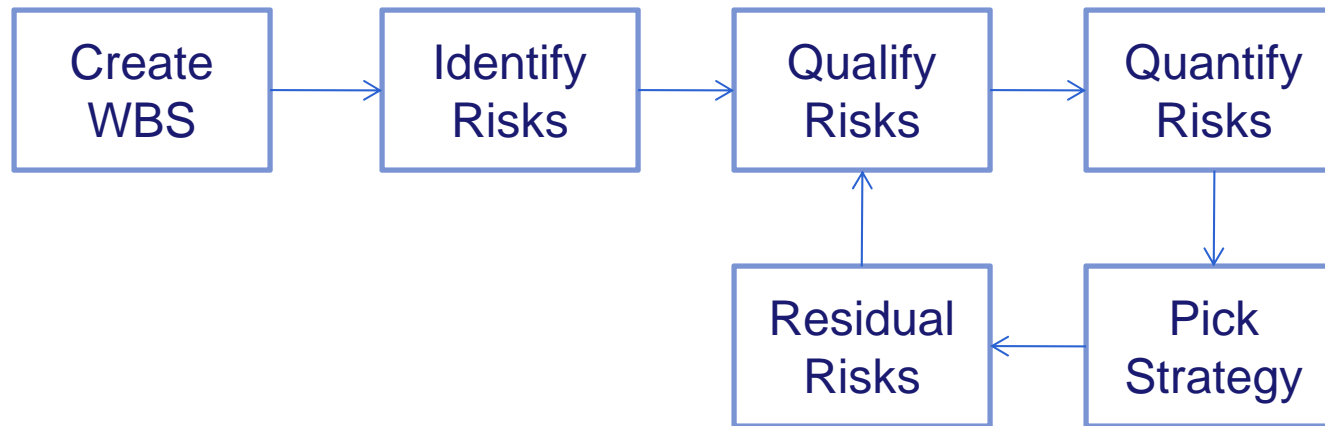 Create
WBS
Identify
Risks
Qualify
Risks
Quantify
Risks
Residual
Risks
Pick
Strategy